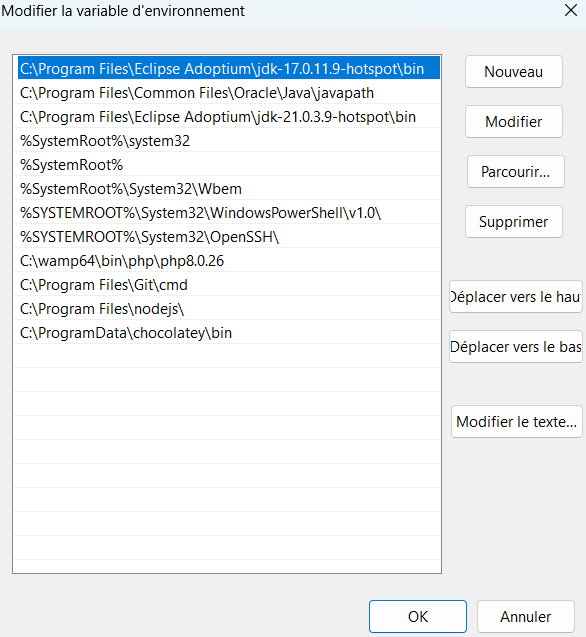 Modifier la variable d'environnement
C:\Program Files\Eclipse Adoptium\jdk-17.0.11.9-hotspot\bin
C:\Program Files\Common Files\Oracle\Java\javapath
C:\Program Files\Eclipse Adoptium\jdk-21.0.3.9-hotspot\bin
%SystemRoot%\system32
%SystemRoot%
%SystemRoot%\System32\Wbem
%SYSTEMROOT%\System32\WindowsPowerShell\v1.0\
%SYSTEMROOT%\System32\OpenSSH\
C:\wamp64\bin\php\php8.0.26
C:\Program Files\Git\cmd
C:\Program Files\nodejs\
C:\ProgramData\chocolatey\bin
Nouveau
Modifier
Parcourir...
Supprimer
Déplacer vers le hau
Déplacer vers le bas
Modifier le texte...
OK
Annuler